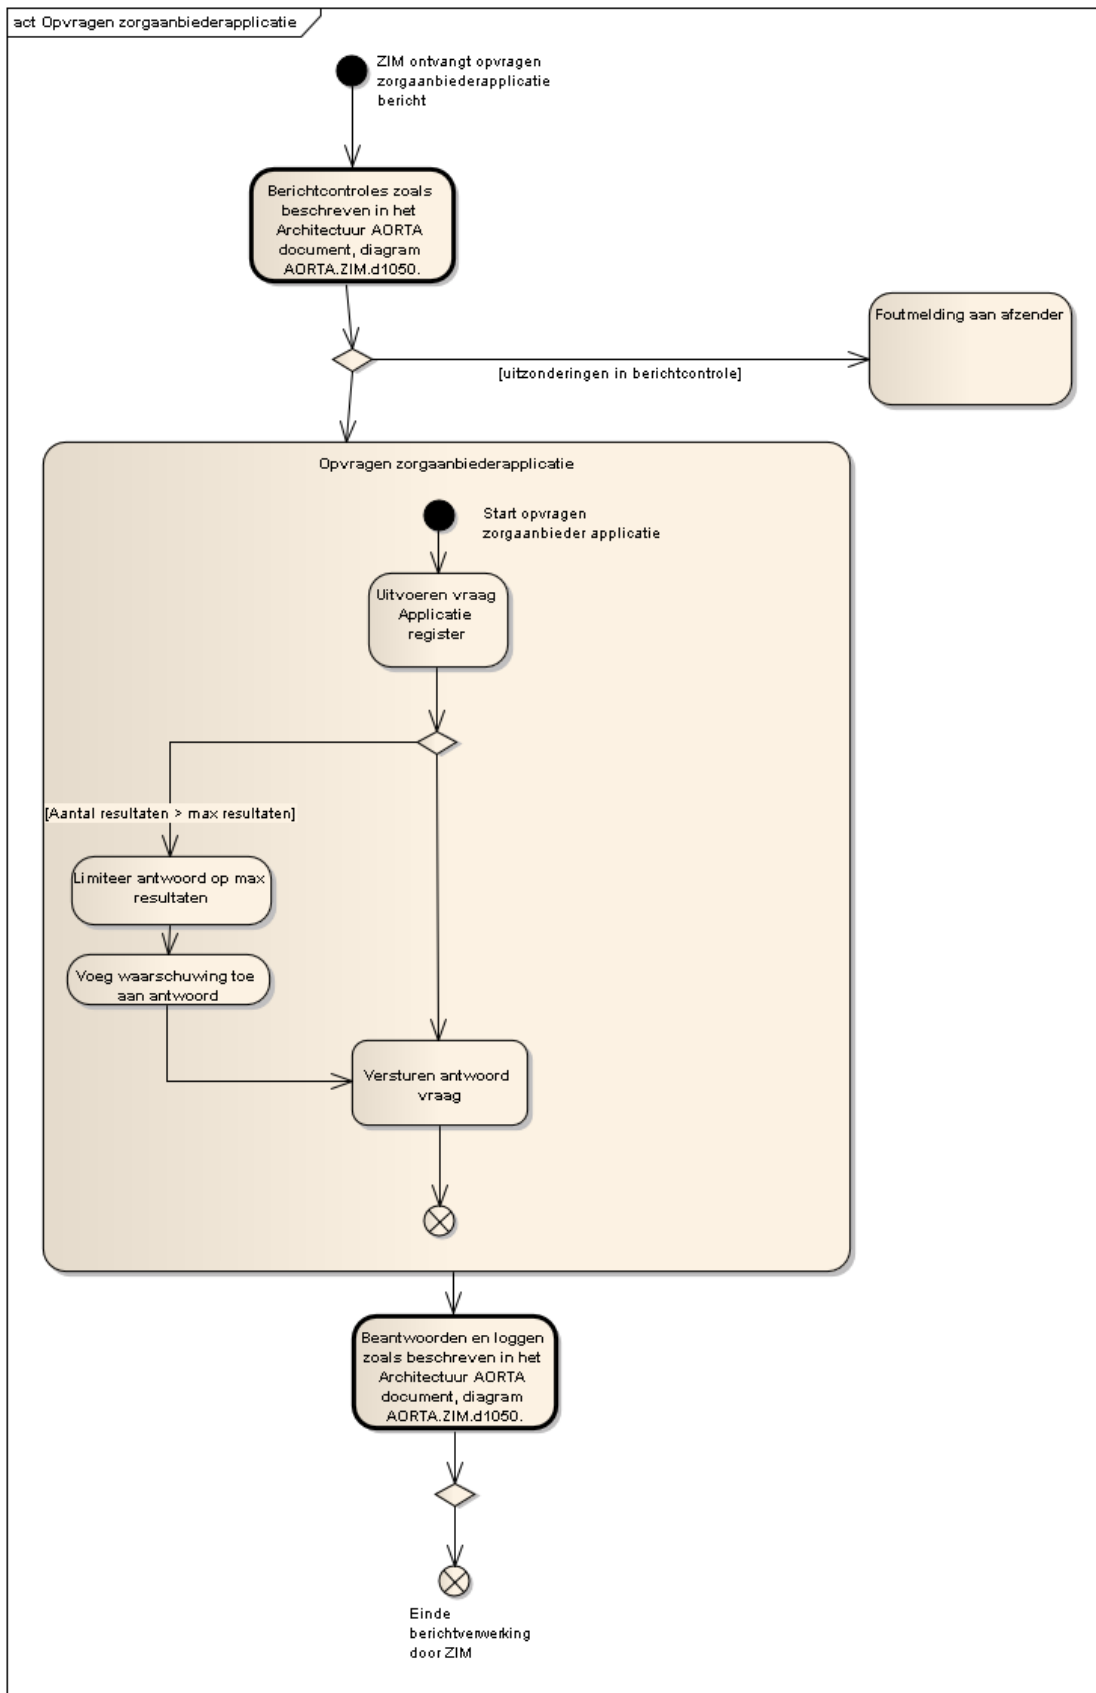 act Opvragen zorgaanbiederapplicatie
ZIM ontvangt opvragen
zorgaanbiederapplicatie
bericht
Berichtcontroles zoals
beschreven in het
Architectuur AORTA
document, diagram
AORTA.ZIM.d1050.
Foutmelding aan afzender
[uitzonderingen in berichtcontrole]
Opvragen zorgaanbiederapplicatie
Start opvragen
zorgaanbieder applicatie
Uitvoeren vraag
Applicatie
register
[Aantal resultaten > max resultaten]
Limiteer antwoord op max
resultaten
Voeg waarschuwing toe
aan antwoord
Versturen antwoord
vraag
Beantwoorden en loggen
zoals beschreven in het
Architectuur AORTA
document, diagram
AORTA.ZIM.d1050.
Einde
berichtverwerking
door ZIM